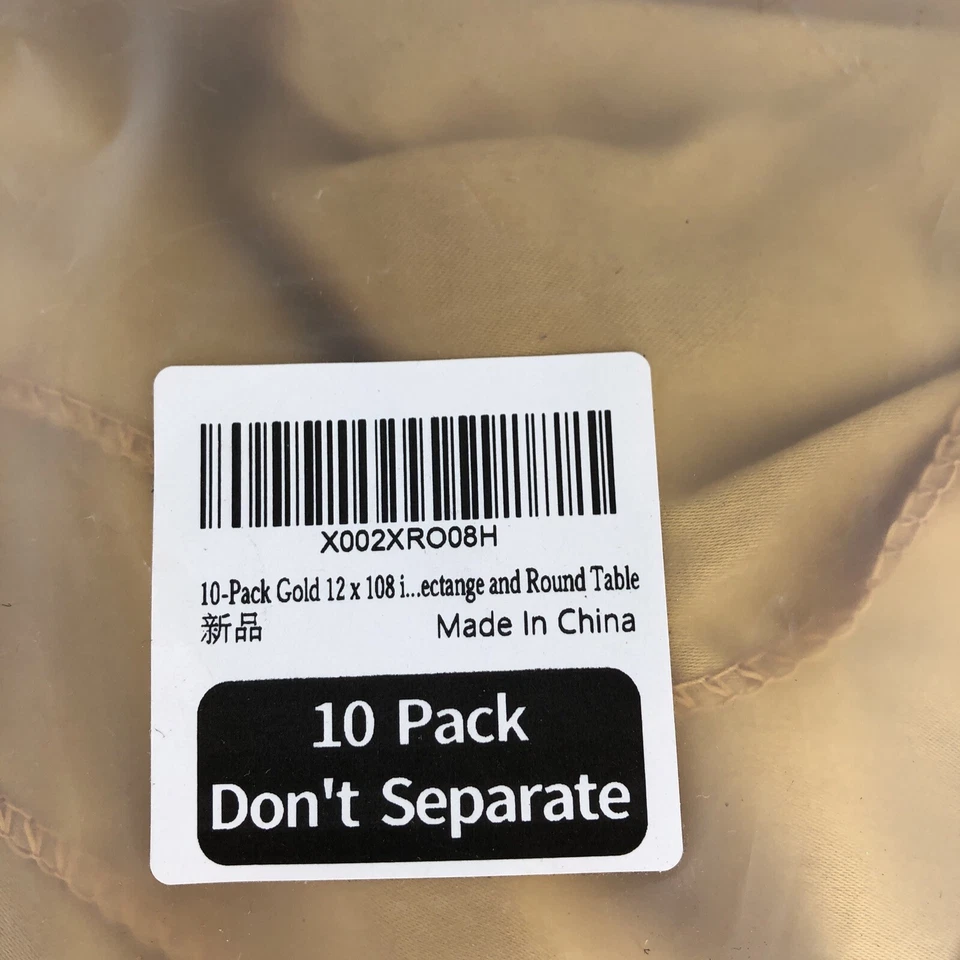 X002XRO08H
10-Pack Gold 12 x 108 i...ectange and Round Table
新品 Made In China
10 Pack
Don't Separate